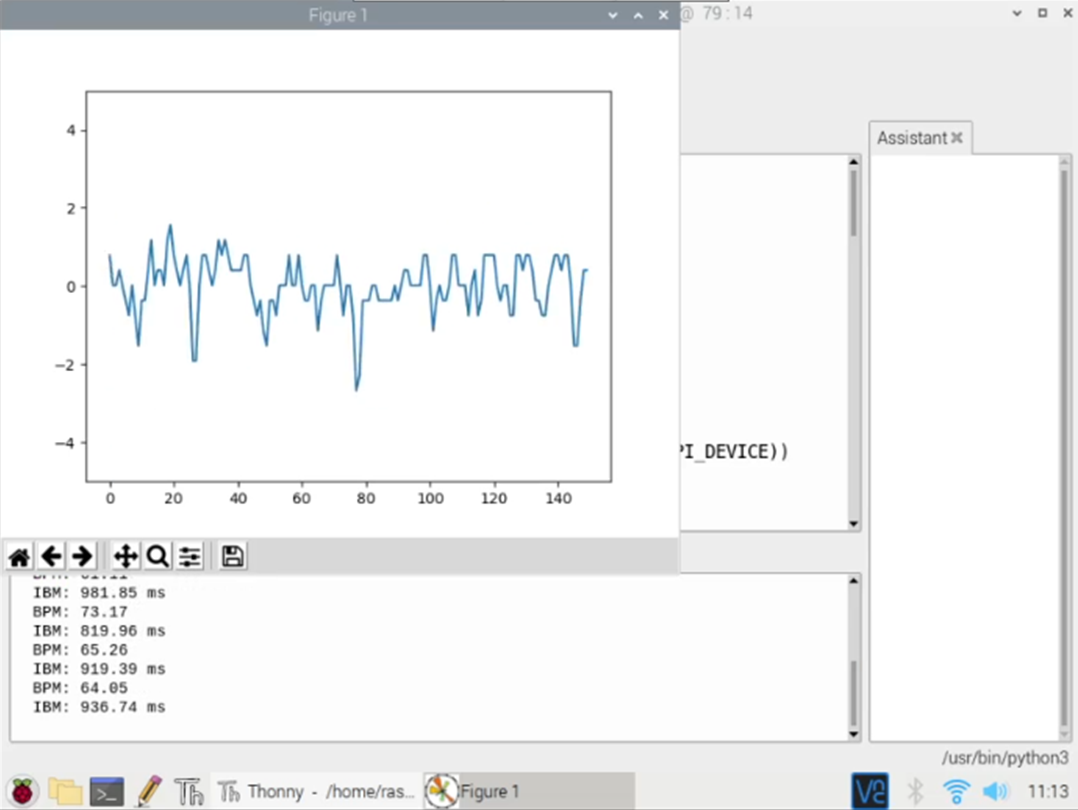 Figure 1
@ 79:14
4
2
0
−2
−4
0 20 40 60 80 100 120 140
Assistant
PI_DEVICE))
IBM: 981.85 ms
BPM: 73.17
IBM: 819.96 ms
BPM: 65.26
IBM: 919.39 ms
BPM: 64.05
IBM: 936.74 ms
/usr/bin/python3
Th
Th Thonny - /home/ras...
Figure 1
11:13